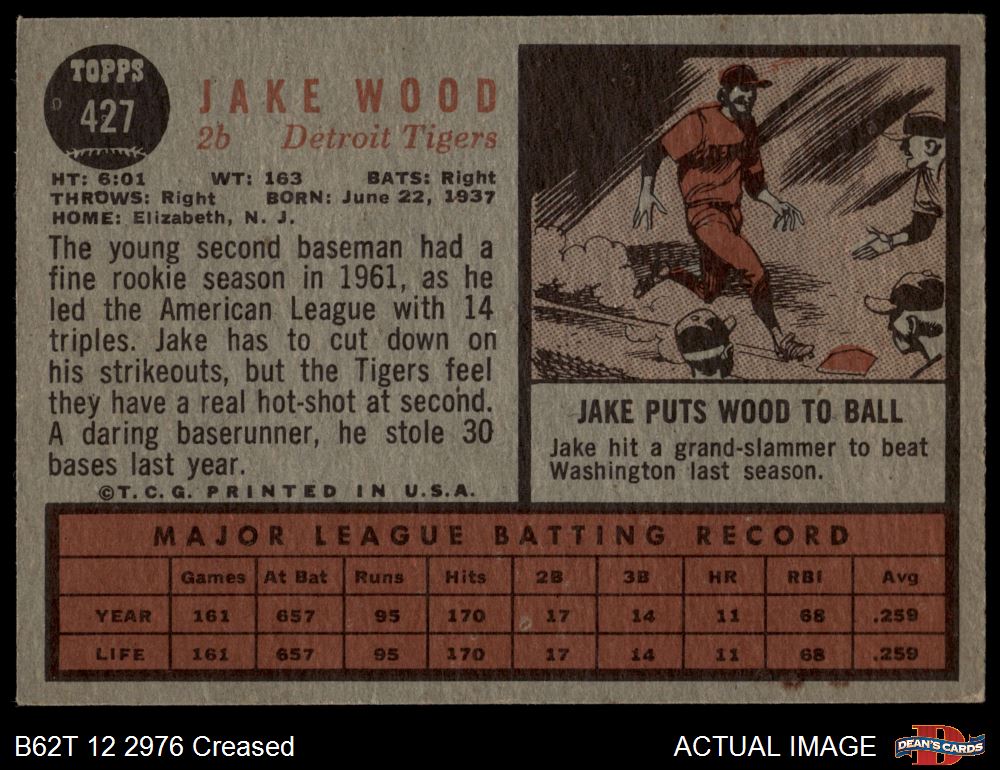 TOPPS
427
JAKE WOOD
2b Detroit Tigers
HT: 6:01 WT: 163 BATS: Right
THROWS: Right BORN: June 22, 1937
HOME: Elizabeth, N. J.
The young second baseman had a
fine rookie season in 1961, as he
led the American League with 14
triples. Jake has to cut down on
his strikeouts, but the Tigers feel
they have a real hot-shot at second.
A daring baserunner, he stole 30
bases last year.
©T.C.G. PRINTED IN U.S.A.
JAKE PUTS WOOD TO BALL
Jake hit a grand-slammer to beat
Washington last season.
MAJOR LEAGUE BATTING RECORD
Games At Bat Runs Hits 2B 3B HR RBI Avg
YEAR 161 657 95 170 17 14 11 68 .259
LIFE 161 657 95 170 17 14 11 68 .259
B62T 12 2976 Creased
ACTUAL IMAGE
DEAN'S CARDS